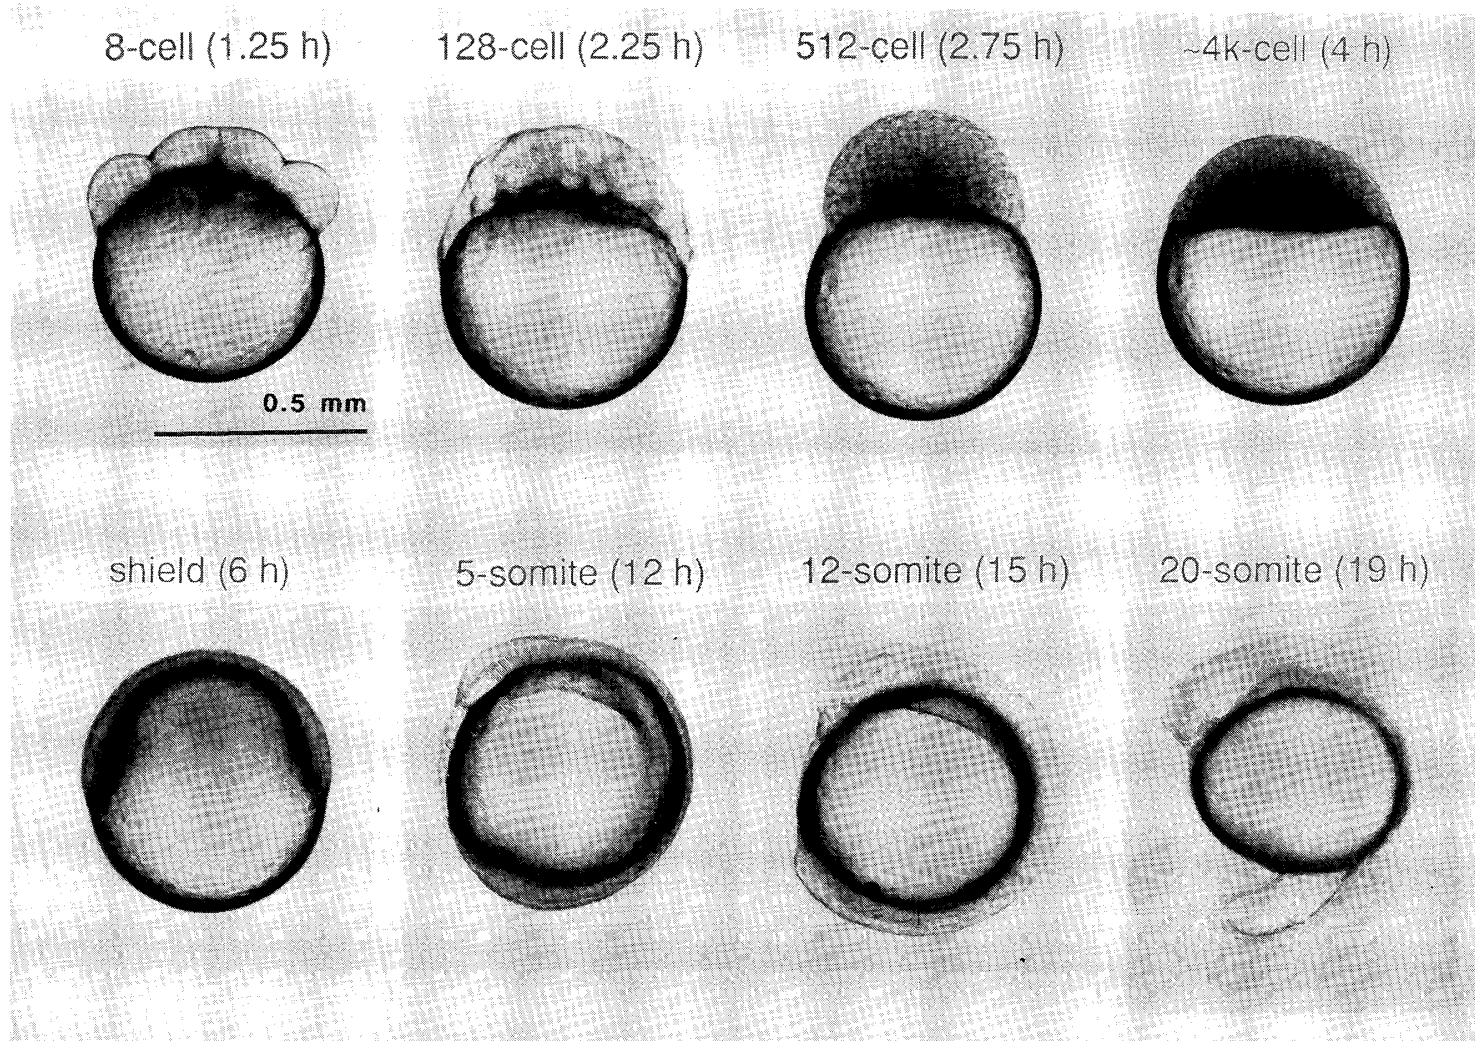 8-cell (1.25 h)
128-cell (2.25 h)
512-cell (2.75 h)
~4k-cell (4 h)
0.5 mm
shield (6 h)
5-somite (12 h)
12-somite (15 h)
20-somite (19 h)